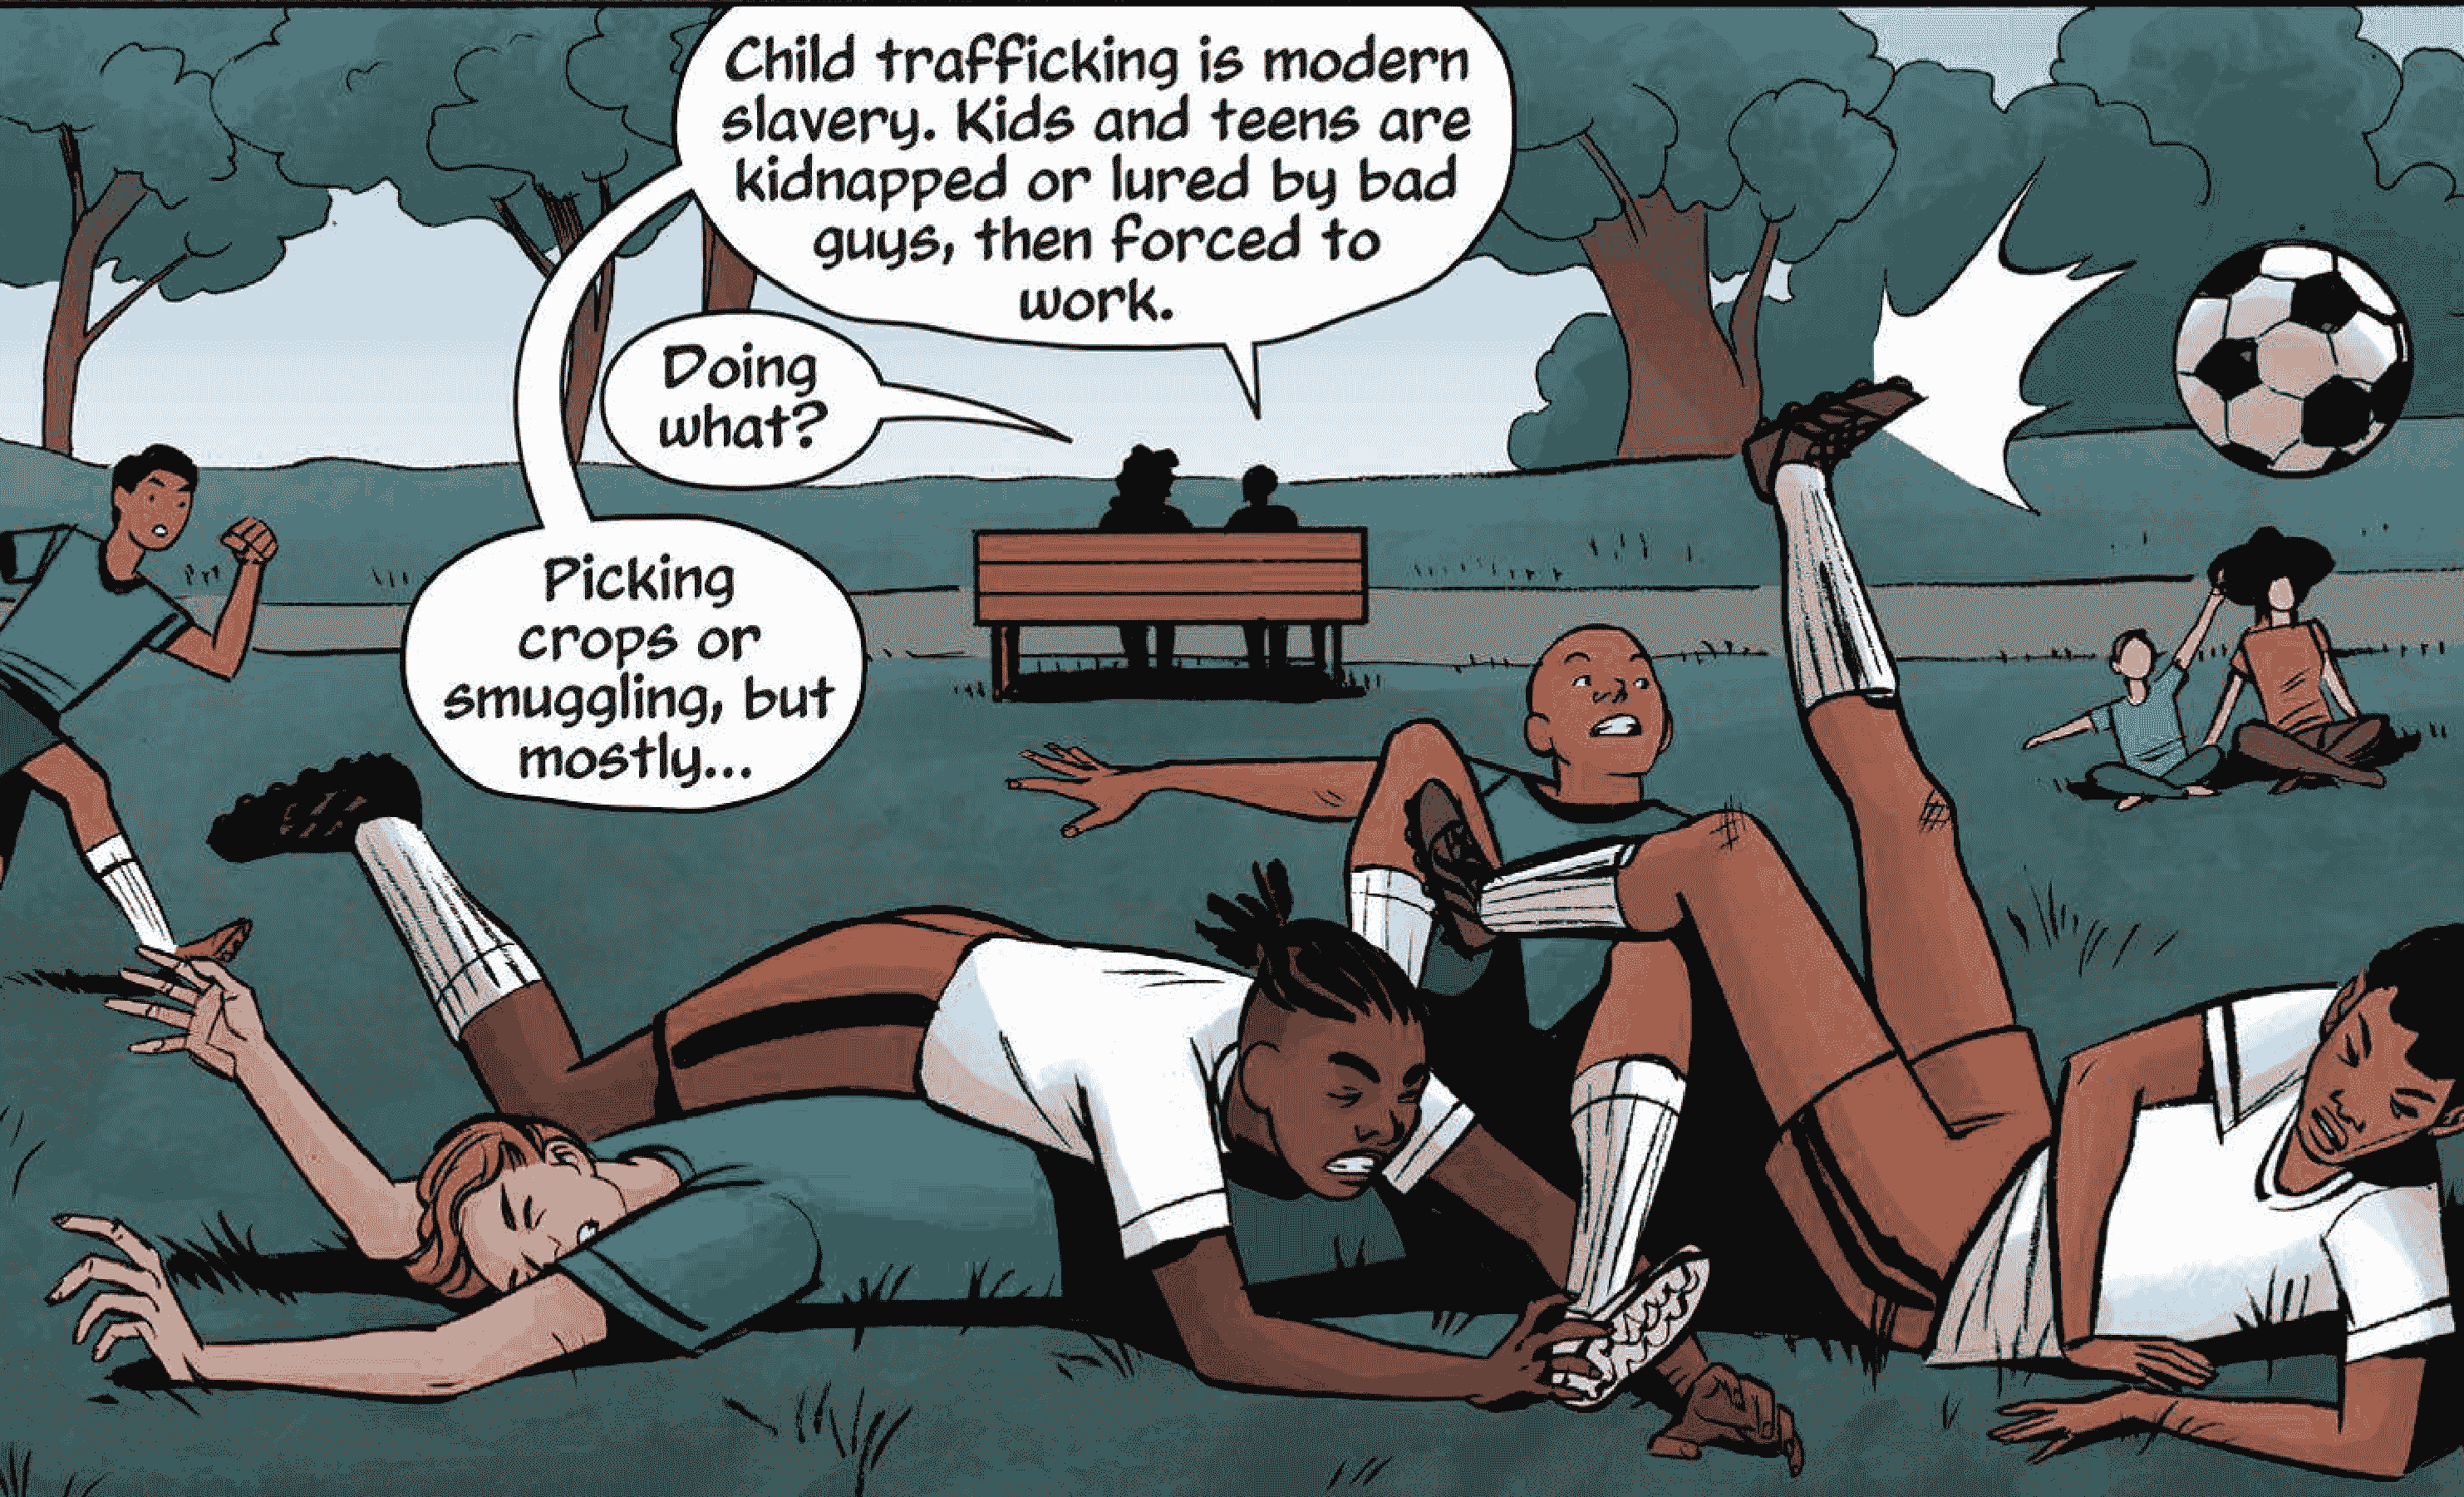 Child trafficking is modern
slavery. Kids and teens are
kidnapped or lured by bad
guys, then forced to
work.
Doing
what?
Picking
crops or
smuggling, but
mostly...